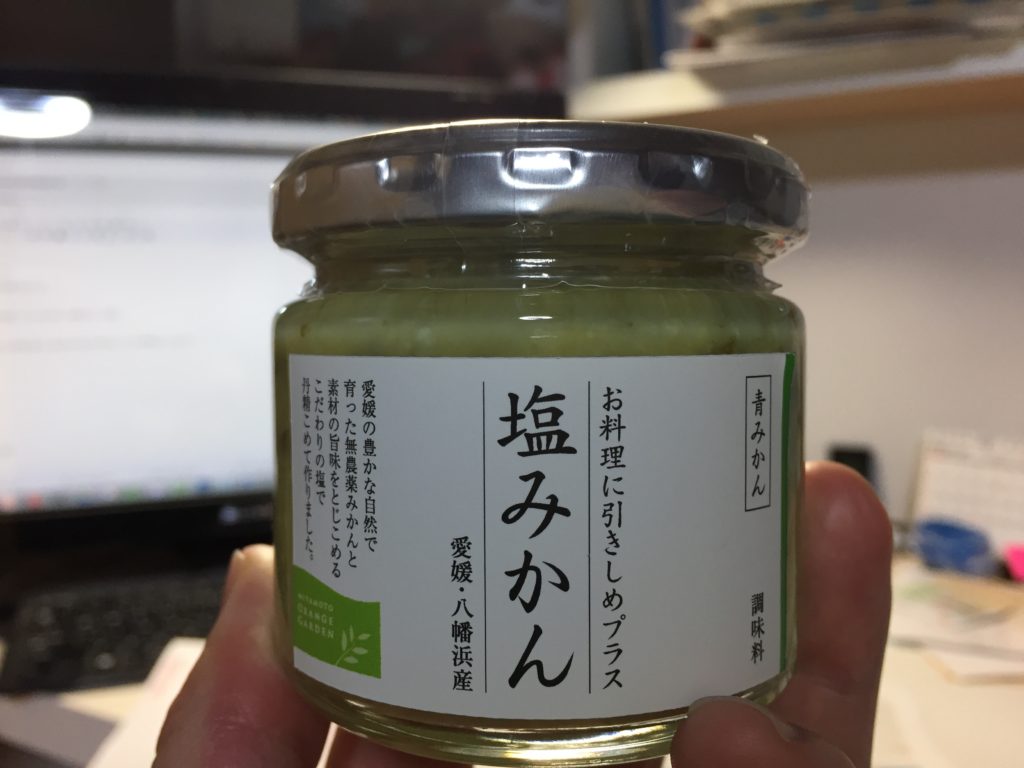 青みかん
調味料
お料理に引きしめプラス
塩みかん
愛媛・八幡浜産
愛媛の豊かな自然で
育った無農薬みかんと
素材の旨味をとじこめる
こだわりの塩で
丹精こめて作りました。
MIYAMOTO
ORANGE
GARDEN